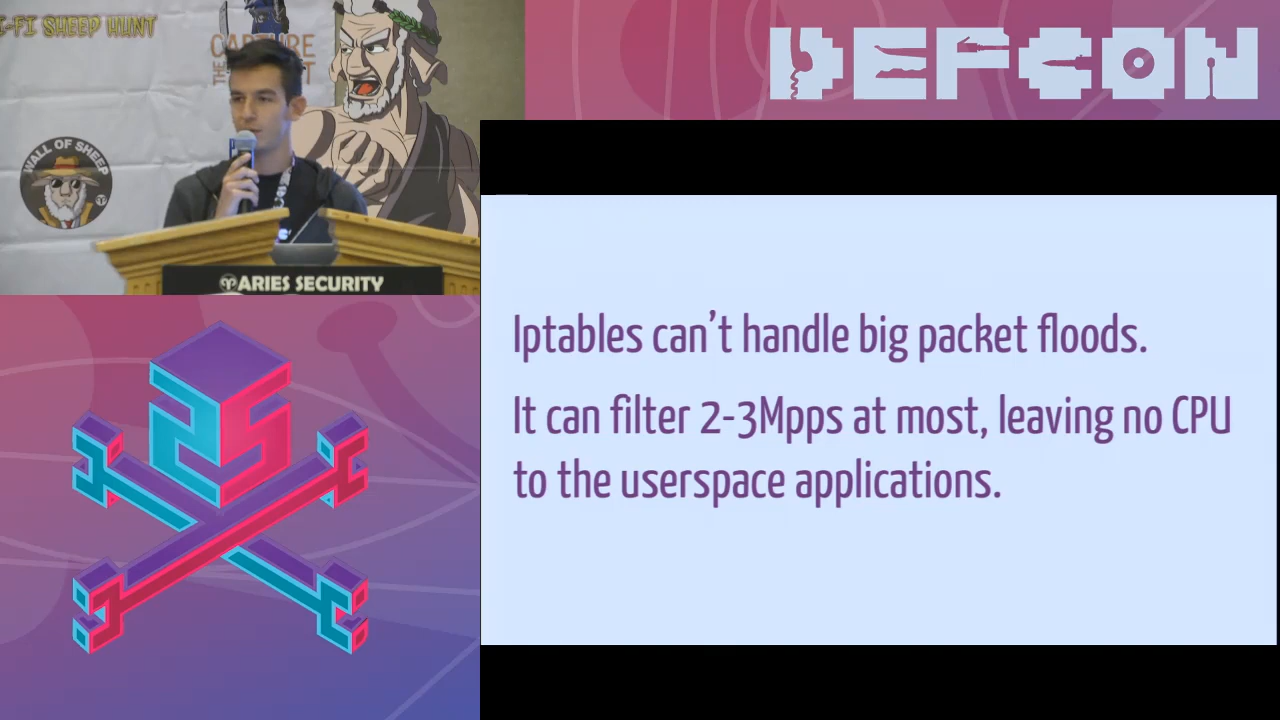 I-FI SHEEP HUNT
CAPTURE
THE
T
WALL OF SHEEP
ARIES SECURITY
DEFCON
25
Iptables can’t handle big packet floods.
It can filter 2-3Mpps at most, leaving no CPU
to the userspace applications.